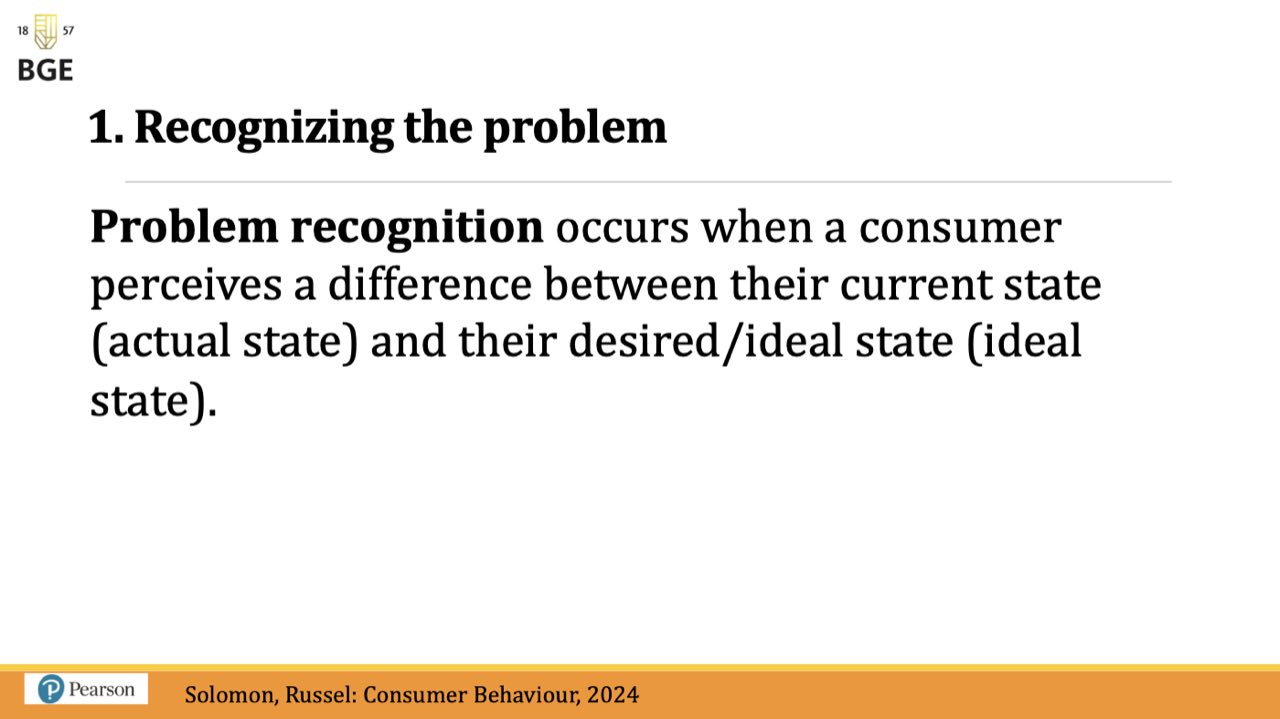 18 57
BGE
1. Recognizing the problem
Problem recognition occurs when a consumer
perceives a difference between their current state
(actual state) and their desired/ideal state (ideal
state).
Pearson
Solomon, Russel: Consumer Behaviour, 2024